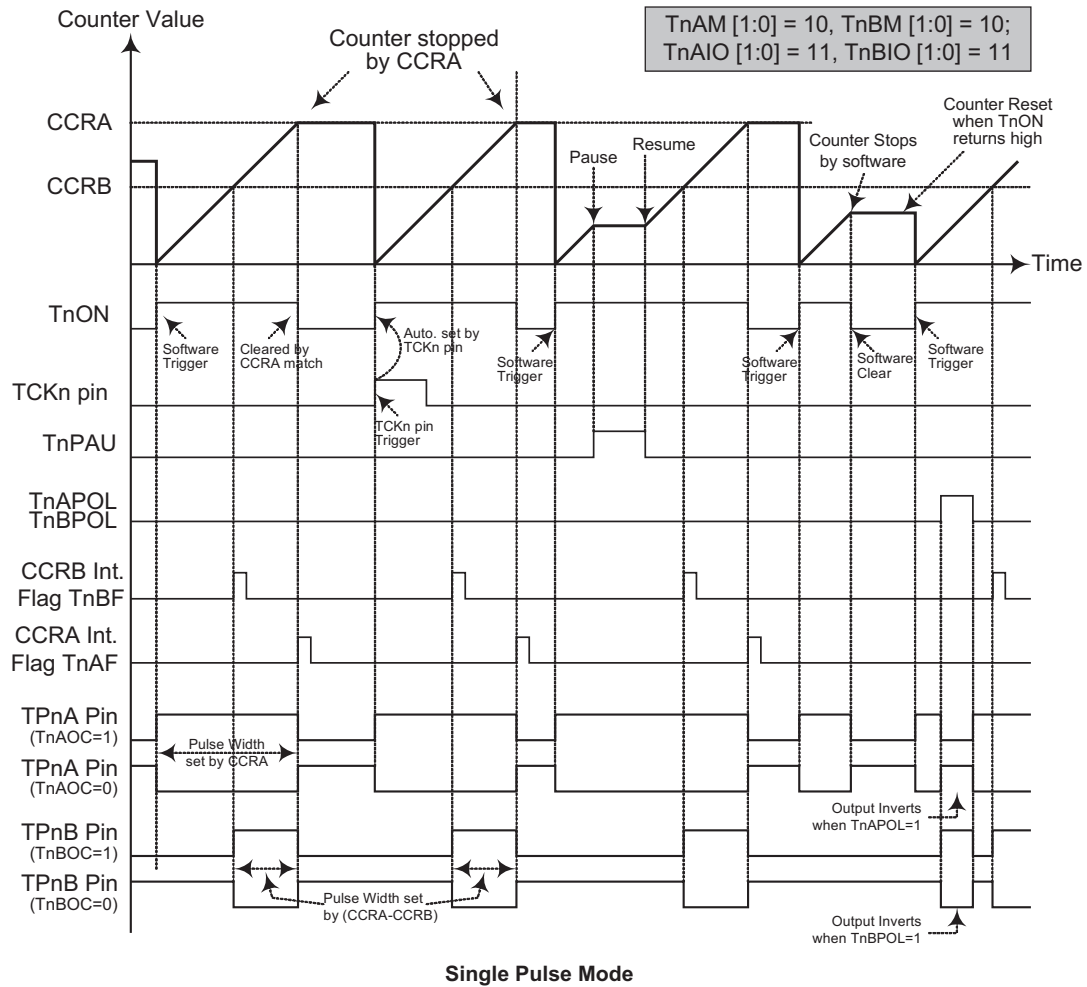 Counter Value
TnAM [1:0] = 10, TnBM [1:0] = 10;
TnAIO [1:0] = 11, TnBIO [1:0] = 11
Counter stopped
by CCRA
Counter Reset
when TnON
returns high
CCRA
Pause
Resume
Counter Stops
by software
CCRB
Time
TnON
Software
Trigger
Cleared by
CCRA match
Auto. set by
TCKn pin
Software
Trigger
Software
Trigger
Software
Clear
Software
Trigger
TCKn pin
TCKn pin
Trigger
TnPAU
TnAPOL
TnBPOL
CCRB Int.
Flag TnBF
CCRA Int.
Flag TnAF
TPnA Pin
(TnAOC=1)
Pulse Width
set by CCRA
TPnA Pin
(TnAOC=0)
Output Inverts
when TnAPOL=1
TPnB Pin
(TnBOC=1)
TPnB Pin
(TnBOC=0)
Pulse Width set
by (CCRA-CCRB)
Output Inverts
when TnBPOL=1
Single Pulse Mode